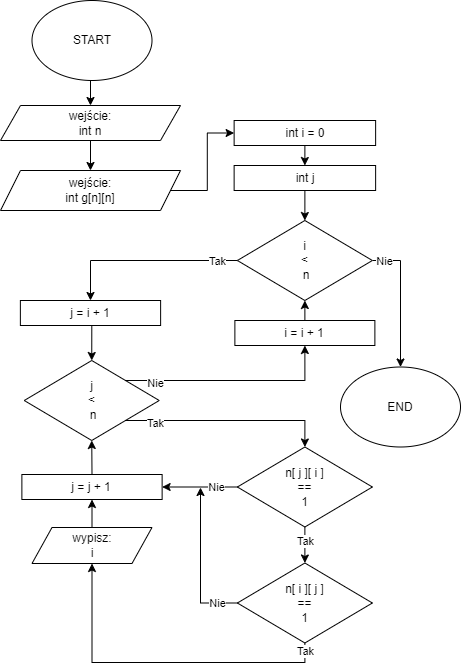 START
wejście:
int n
wejście:
int g[n][n]
int i = 0
int j
i
<
n
Tak
Nie
j = i + 1
i = i + 1
j
<
n
Nie
Tak
END
n[ j ][ i ]
==
1
Nie
Tak
j = j + 1
wypisz:
i
n[ i ][ j ]
==
1
Nie
Tak